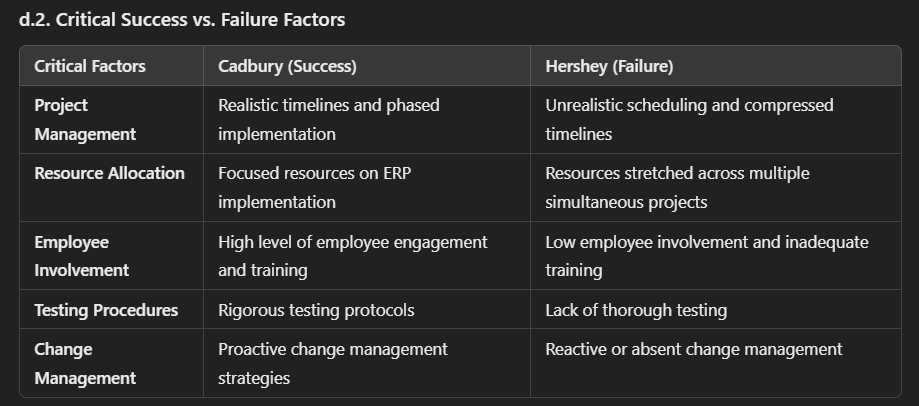 d.2. Critical Success vs. Failure Factors
Critical Factors Cadbury (Success) Hershey (Failure)
Project Realistic timelines and phased Unrealistic scheduling and compressed
Management implementation timelines
Resource Allocation Focused resources on ERP Resources stretched across multiple
implementation simultaneous projects
Employee High level of employee engagement Low employee involvement and inadequate
Involvement and training training
Testing Procedures Rigorous testing protocols Lack of thorough testing
Change Proactive change management Reactive or absent change management
Management strategies